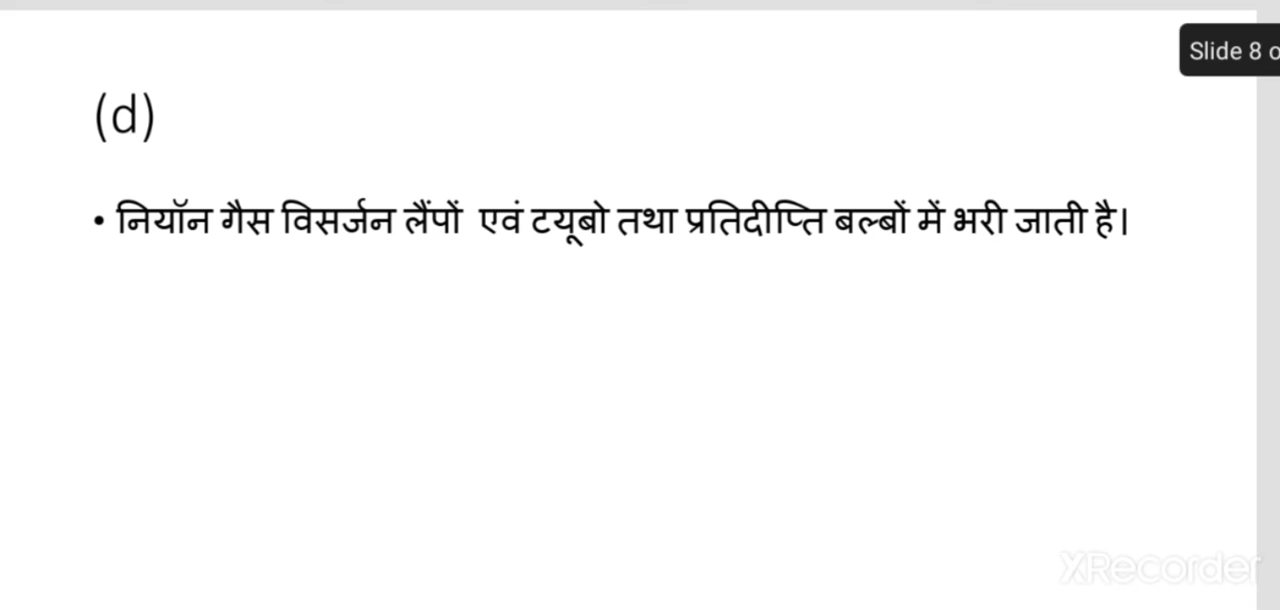 Slide 8 o
(d)
• नियॉन गैस विसर्जन लैंपों एवं टयूबो तथा प्रतिदीप्ति बल्बों में भरी जाती है।
XRecorder